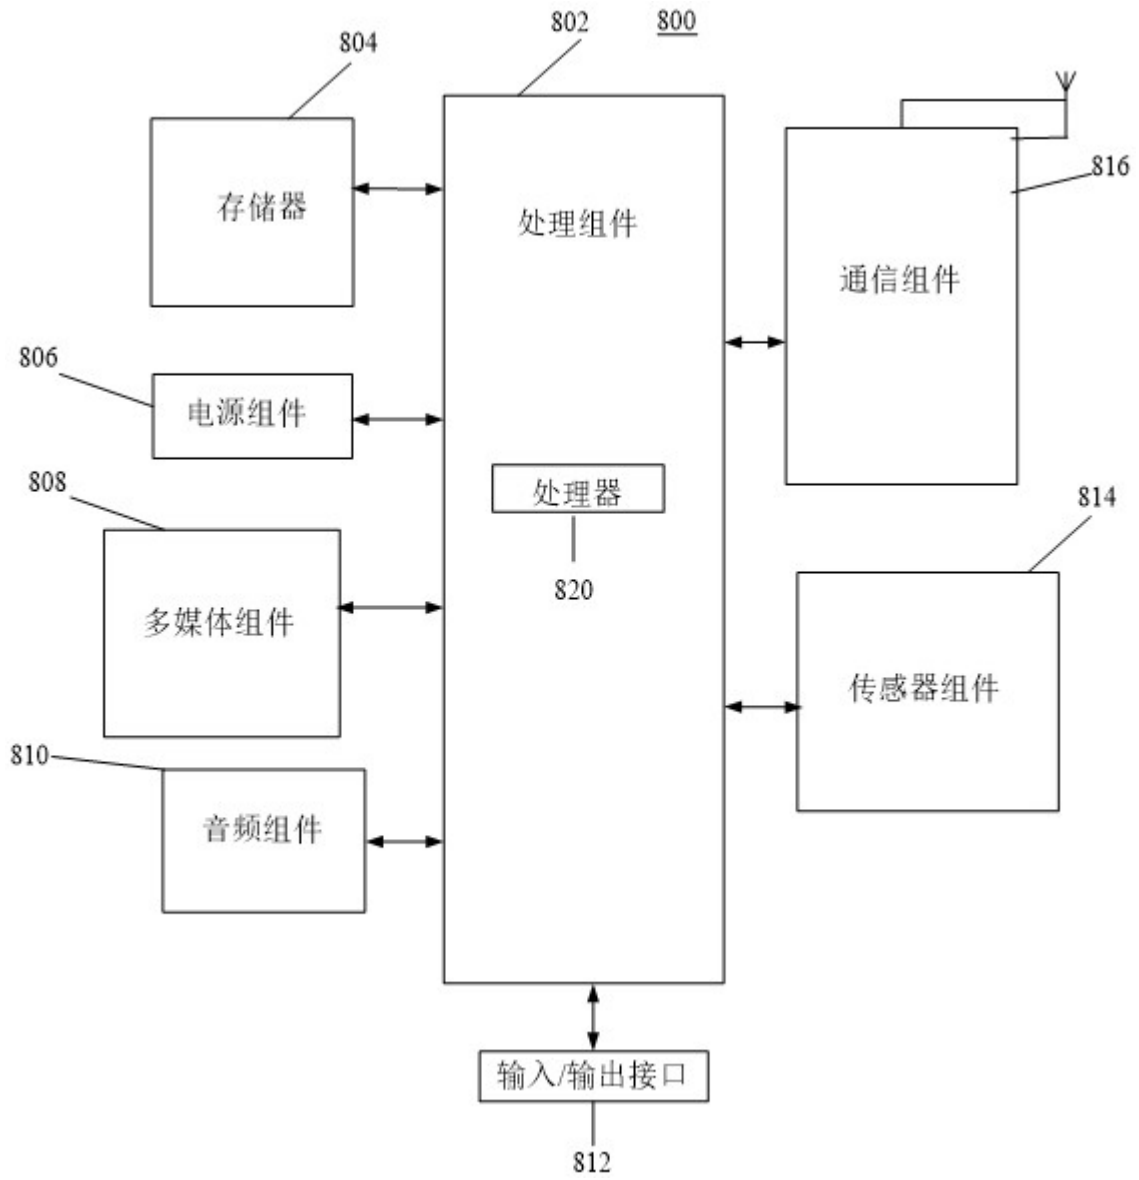 802
800
804
816
存储器
处理组件
通信组件
806
电源组件
808
处理器
814
820
多媒体组件
传感器组件
810
音频组件
输入/输出接口
812